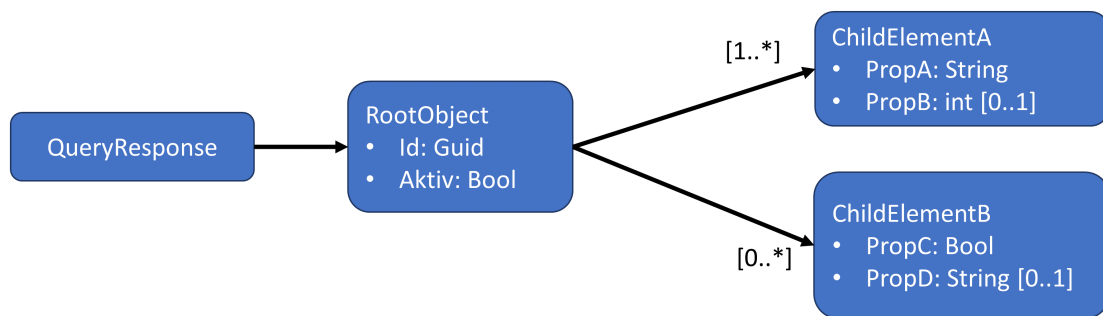 QueryResponse
RootObject
• Id: Guid
• Aktiv: Bool
[1..*]
ChildElementA
• PropA: String
• PropB: int [0..1]
[0..*]
ChildElementB
• PropC: Bool
• PropD: String [0..1]